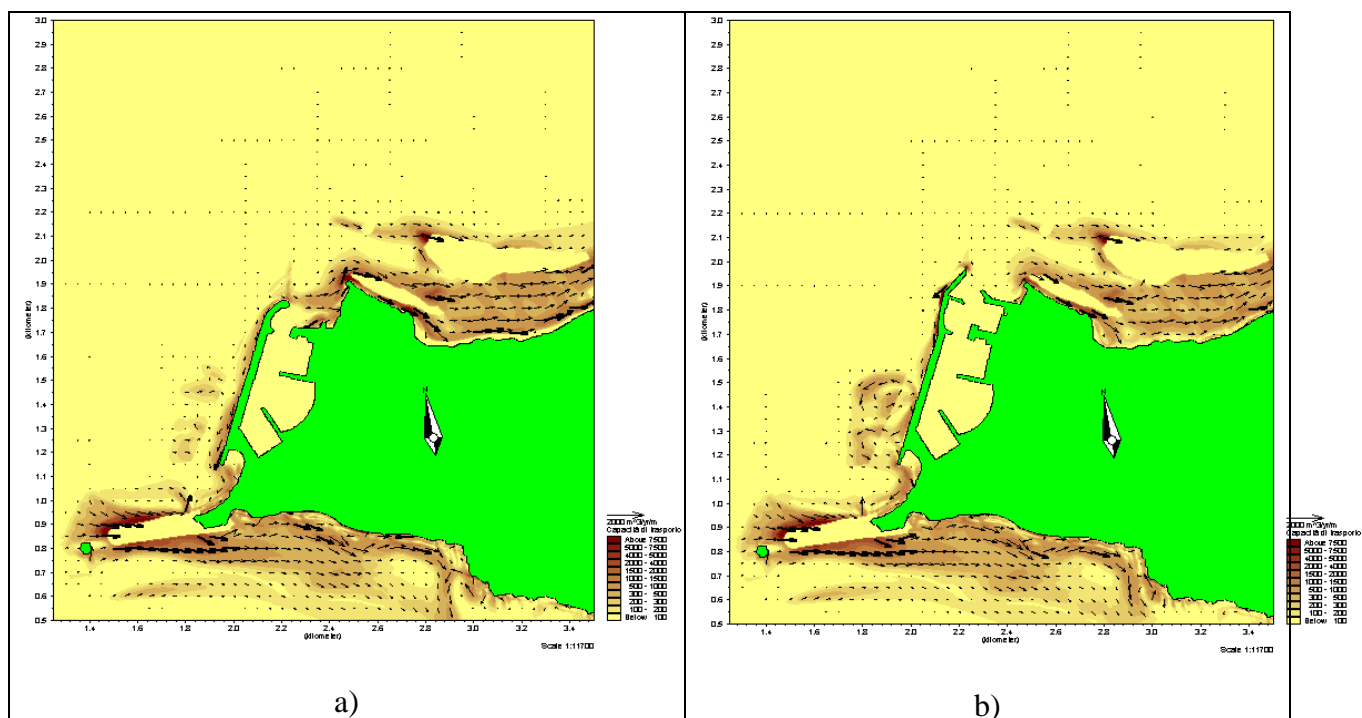 3.0
2.9
2.8
2.7
2.6
2.5
2.4
2.3
2.2
2.1
2.0
1.9
1.8
1.7
1.6
1.5
1.4
1.3
1.2
1.1
1.0
0.9
0.8
0.7
0.6
0.5
(kilometer)
1.4 1.6 1.8 2.0 2.2 2.4 2.6 2.8 3.0 3.2 3.4
(kilometer)
N
Scale 1:11700
2000 m^3/yr/m
Capacità di trasporto
Above 7500
5000 - 7500
4000 - 5000
2000 - 4000
1500 - 2000
1000 - 1500
500 - 1000
300 - 500
200 - 300
100 - 200
Below 100
a)
3.0
2.9
2.8
2.7
2.6
2.5
2.4
2.3
2.2
2.1
2.0
1.9
1.8
1.7
1.6
1.5
1.4
1.3
1.2
1.1
1.0
0.9
0.8
0.7
0.6
0.5
(kilometer)
1.4 1.6 1.8 2.0 2.2 2.4 2.6 2.8 3.0 3.2 3.4
(kilometer)
N
Scale 1:11700
2000 m^3/yr/m
Capacità di trasporto
Above 7500
5000 - 7500
4000 - 5000
2000 - 4000
1500 - 2000
1000 - 1500
500 - 1000
300 - 500
200 - 300
100 - 200
Below 100
b)